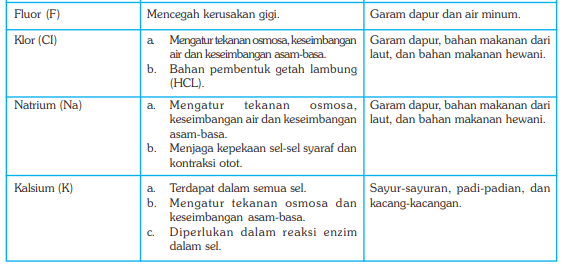 Fluor (F)
Mencegah kerusakan gigi.
Garam dapur dan air minum.
Klor (Cl)
a. Mengatur tekanan osmosa, keseimbangan
air dan keseimbangan asam-basa.
b. Bahan pembentuk getah lambung
(HCL).
Garam dapur, bahan makanan dari
laut, dan bahan makanan hewani.
Natrium (Na)
a. Mengatur tekanan osmosa,
keseimbangan air dan keseimbangan
asam-basa.
b. Menjaga kepekaan sel-sel syaraf dan
kontraksi otot.
Garam dapur, bahan makanan dari
laut, dan bahan makanan hewani.
Kalsium (K)
a. Terdapat dalam semua sel.
b. Mengatur tekanan osmosa dan
keseimbangan asam-basa.
c. Diperlukan dalam reaksi enzim
dalam sel.
Sayur-sayuran, padi-padian, dan
kacang-kacangan.